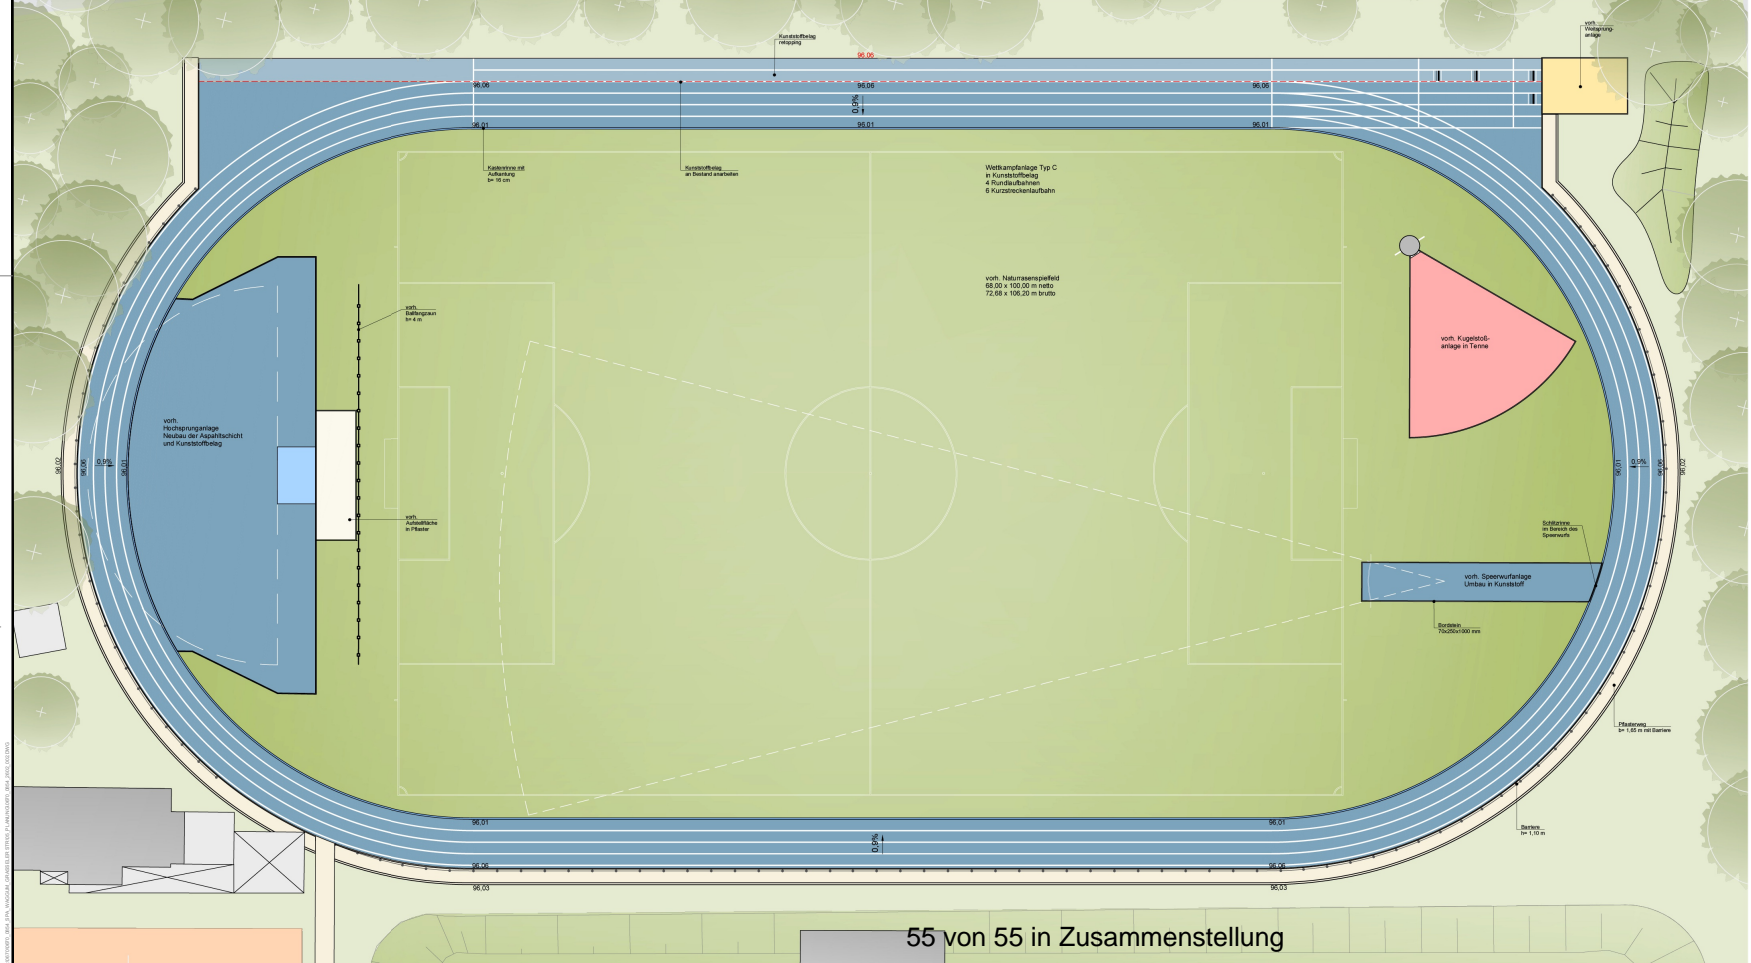 Kunststoffbelag
retopping
vorh.
Weitsprung-
anlage
96.06
96.06
96.06
96.06
0,9%
96.01
96.01
96.01
Kastenrinne mit
Aufkantung
b= 16 cm
Kunststoffbelag
an Bestand anarbeiten
Wettkampfanlage Typ C
in Kunststoffbelag
4 Rundlaufbahnen
6 Kurzstreckenlaufbahn
vorh. Naturrasenspielfeld
68,00 x 100,00 m netto
72,68 x 106,20 m brutto
vorh.
Ballfangzaun
h= 4 m
vorh. Kugelstoß-
anlage in Tenne
vorh.
Hochsprunganlage
Neubau der Aspahltschicht
und Kunststoffbelag
96,02
96,06
0,9%
96,01
96,01
0,9%
96,06
96,02
vorh.
Aufstellfläche
in Pflaster
Schlitzrinne
im Bereich des
Speerwurfs
vorh. Speerwurfanlage
Umbau in Kunststoff
Bordstein
70x250x1000 mm
Pflasterweg
b= 1,65 m mit Barriere
Barriere
h= 1,10 m
96,01
96,01
0,9%
96,06
96,06
96,03
96,03
55 von 55 in Zusammenstellung